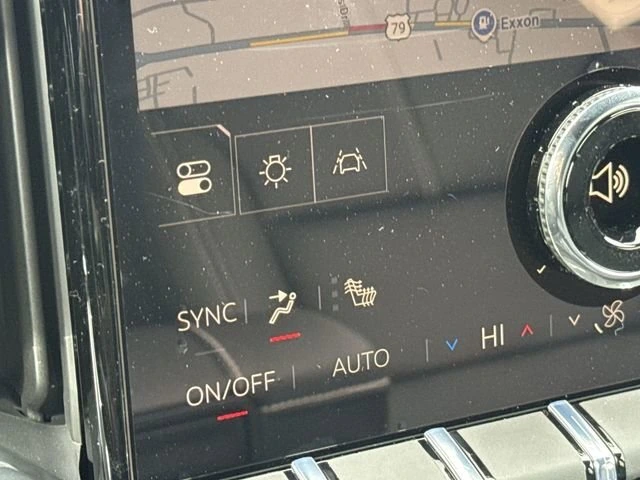 79
Exxon
SYNC
ON/OFF
AUTO
HI